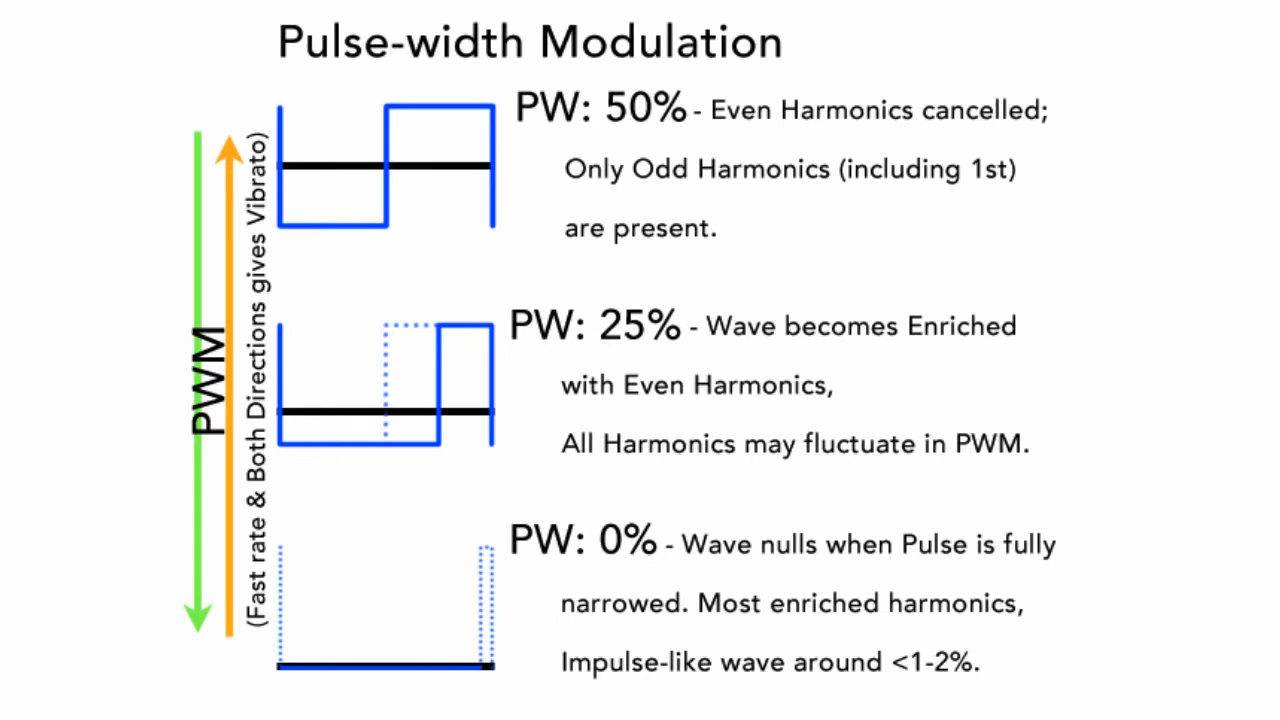 Pulse-width Modulation
PW: 50% - Even Harmonics cancelled;
Only Odd Harmonics (including 1st)
are present.
PWM
(Fast rate & Both Directions gives Vibrato)
PW: 25% - Wave becomes Enriched
with Even Harmonics,
All Harmonics may fluctuate in PWM.
PW: 0% - Wave nulls when Pulse is fully
narrowed. Most enriched harmonics,
Impulse-like wave around <1-2%.